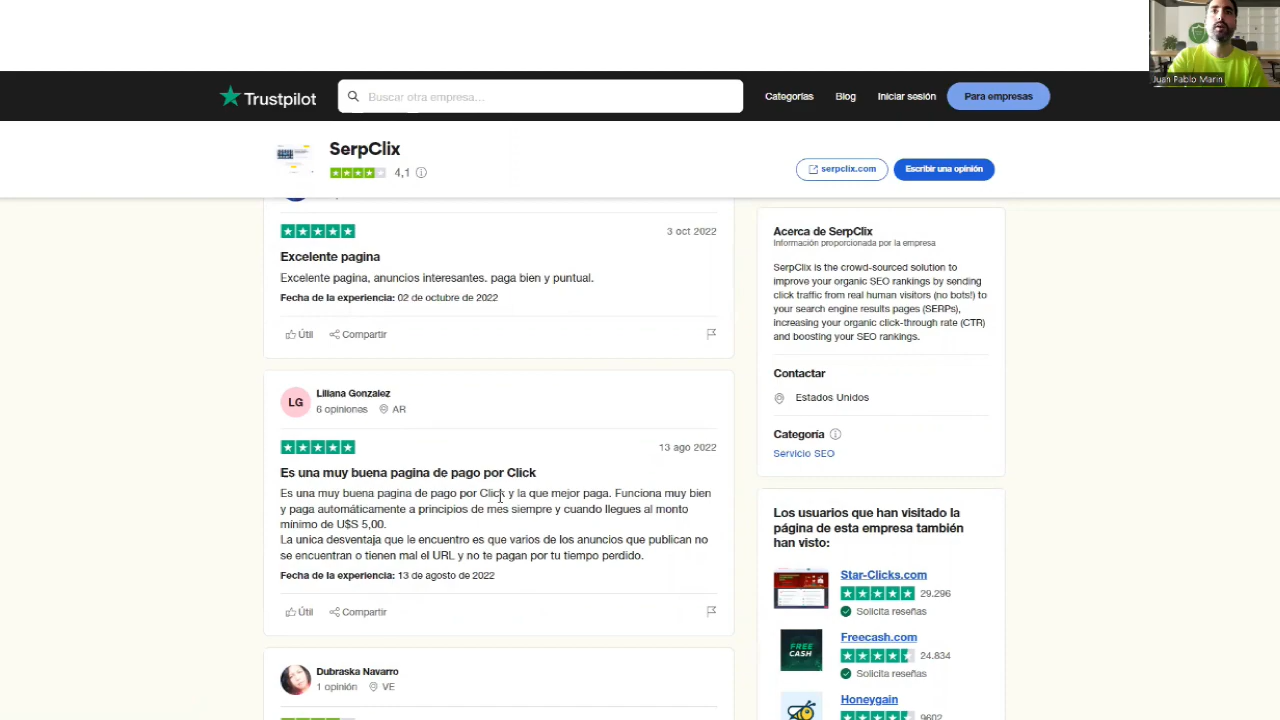 Juan Pablo Marin
Trustpilot
Buscar otra empresa...
Categorías
Blog
Iniciar sesión
Para empresas
SerpClix
4,1
serpclix.com
Escribir una opinión
3 oct 2022
Excelente pagina
Excelente pagina, anuncios interesantes. paga bien y puntual.
Fecha de la experiencia: 02 de octubre de 2022
Útil
Compartir
LG
Liliana Gonzalez
6 opiniones
AR
13 ago 2022
Es una muy buena pagina de pago por Click
Es una muy buena pagina de pago por Click y la que mejor paga. Funciona muy bien
y paga automáticamente a principios de mes siempre y cuando llegues al monto
mínimo de U$S 5,00.
La unica desventaja que le encuentro es que varios de los anuncios que publican no
se encuentran o tienen mal el URL y no te pagan por tu tiempo perdido.
Fecha de la experiencia: 13 de agosto de 2022
Útil
Compartir
Dubraska Navarro
1 opinión
VE
Acerca de SerpClix
Información proporcionada por la empresa
SerpClix is the crowd-sourced solution to
improve your organic SEO rankings by sending
click traffic from real human visitors (no bots!) to
your search engine results pages (SERPs),
increasing your organic click-through rate (CTR)
and boosting your SEO rankings.
Contactar
Estados Unidos
Categoría
Servicio SEO
Los usuarios que han visitado la
página de esta empresa también
han visto:
Star-Clicks.com
29.296
Solicita reseñas
FREE
CASH
Freecash.com
24.834
Solicita reseñas
Honeygain
9602